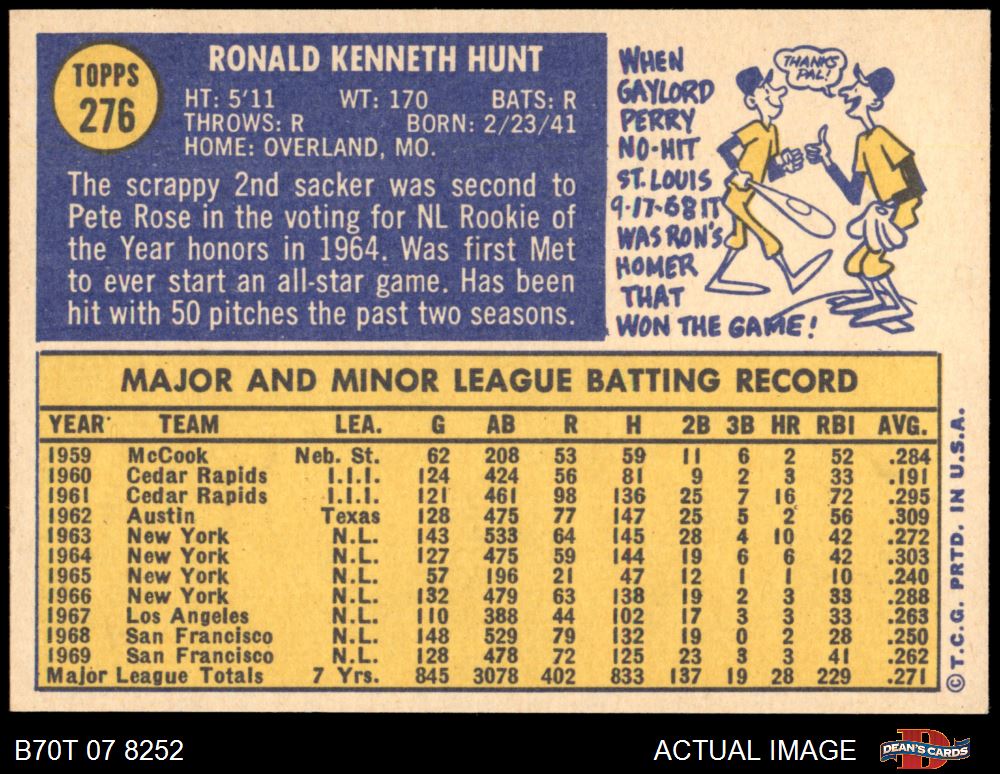 TOPPS
276
RONALD KENNETH HUNT
HT: 5'11 WT: 170 BATS: R
THROWS: R BORN: 2/23/41
HOME: OVERLAND, MO.
The scrappy 2nd sacker was second to
Pete Rose in the voting for NL Rookie of
the Year honors in 1964. Was first Met
to ever start an all-star game. Has been
hit with 50 pitches the past two seasons.
WHEN
GAYLORD
PERRY
NO-HIT
ST. LOUIS
9-17-68 IT
WAS RON'S
HOMER
THAT
WON THE GAME!
THANKS
PAL!
MAJOR AND MINOR LEAGUE BATTING RECORD
YEAR TEAM LEA. G AB R H 2B 3B HR RBI AVG.
1959 McCook Neb. St. 62 208 53 59 11 6 2 52 .284
1960 Cedar Rapids I.I.I. 124 424 56 81 9 2 3 33 .191
1961 Cedar Rapids I.I.I. 121 461 98 136 25 7 16 72 .295
1962 Austin Texas 128 475 77 147 25 5 2 56 .309
1963 New York N.L. 143 533 64 145 28 4 10 42 .272
1964 New York N.L. 127 475 59 144 19 6 6 42 .303
1965 New York N.L. 57 196 21 47 12 1 1 10 .240
1966 New York N.L. 132 479 63 138 19 2 3 33 .288
1967 Los Angeles N.L. 110 388 44 102 17 3 3 33 .263
1968 San Francisco N.L. 148 529 79 132 19 0 2 28 .250
1969 San Francisco N.L. 128 478 72 125 23 3 3 41 .262
Major League Totals 7 Yrs. 845 3078 402 833 137 19 28 229 .271
© T.C.G. PRTD. IN U.S.A.
B70T 07 8252
ACTUAL IMAGE
DEAN'S CARDS